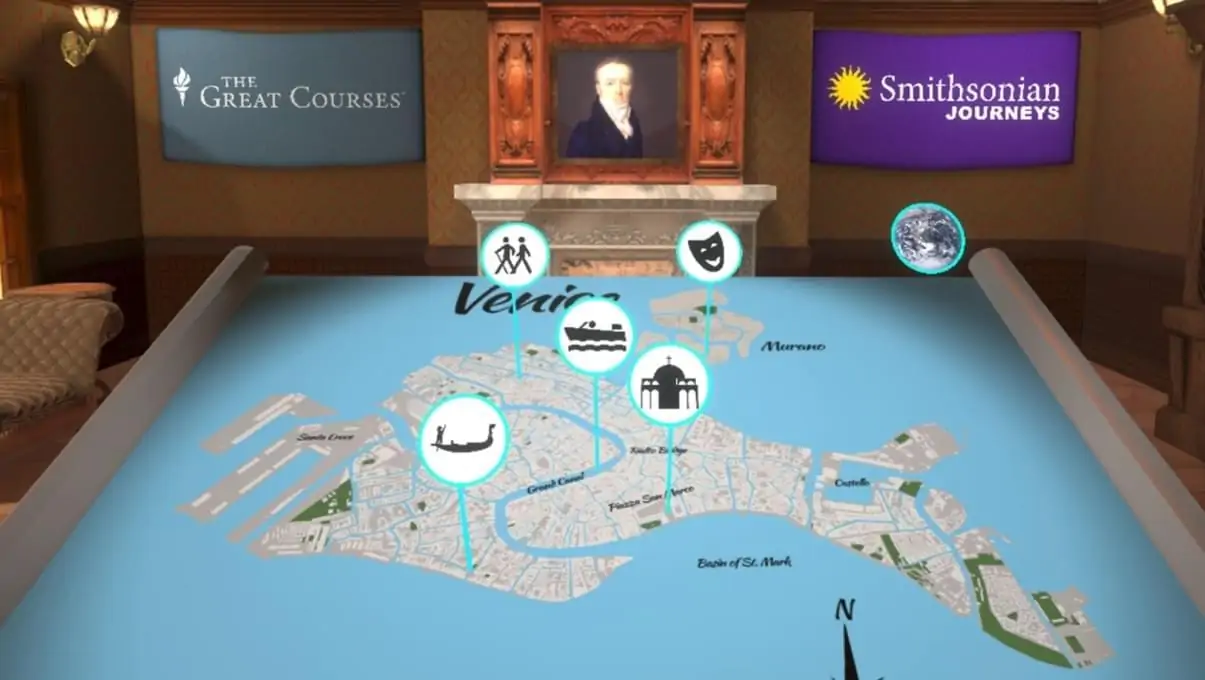 THE
GREAT COURSES
Smithsonian
JOURNEYS
Venice
Murano
Santa Croce
Rialto Bridge
Grand Canal
Castello
Piazza San Marco
Basin of St. Mark
N